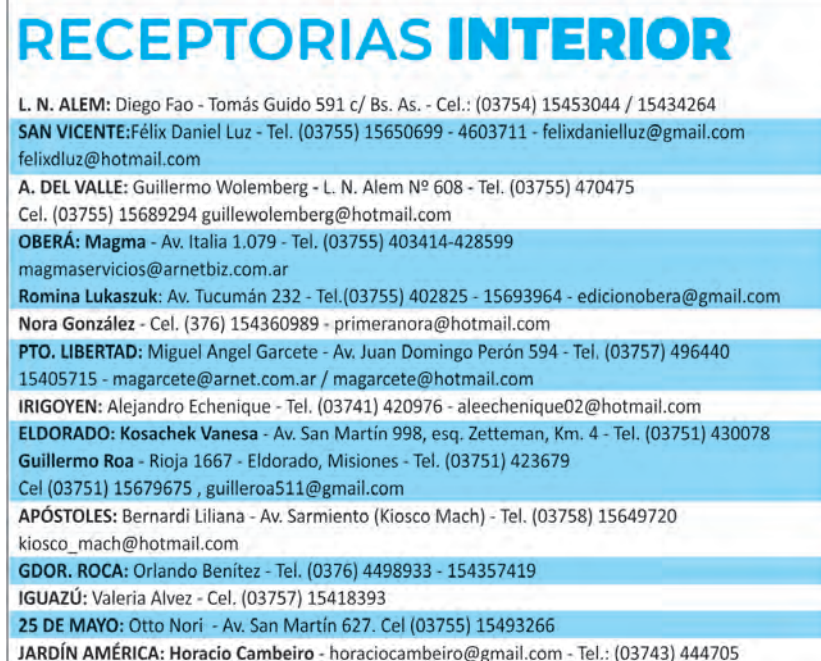 RECEPTORIAS INTERIOR
L. N. ALEM: Diego Fao - Tomás Guido 591 c/ Bs. As. - Cel.: (03754) 15453044 / 15434264
SAN VICENTE:Félix Daniel Luz - Tel. (03755) 15650699 - 4603711 - felixdanielluz@gmail.com
felixdluz@hotmail.com
A. DEL VALLE: Guillermo Wolemberg - L. N. Alem Nº 608 - Tel. (03755) 470475
Cel. (03755) 15689294 guillewolemberg@hotmail.com
OBERÁ: Magma - Av. Italia 1.079 - Tel. (03755) 403414-428599
magmaservicios@arnetbiz.com.ar
Romina Lukaszuk: Av. Tucumán 232 - Tel.(03755) 402825 - 15693964 - edicionobera@gmail.com
Nora González - Cel. (376) 154360989 - primeranora@hotmail.com
PTO. LIBERTAD: Miguel Angel Garcete - Av. Juan Domingo Perón 594 - Tel. (03757) 496440
15405715 - magarcete@arnet.com.ar / magarcete@hotmail.com
IRIGOYEN: Alejandro Echenique - Tel. (03741) 420976 - aleechenique02@hotmail.com
ELDORADO: Kosachek Vanesa - Av. San Martín 998, esq. Zetteman, Km. 4 - Tel. (03751) 430078
Guillermo Roa - Rioja 1667 - Eldorado, Misiones - Tel. (03751) 423679
Cel (03751) 15679675 , guilleroa511@gmail.com
APÓSTOLES: Bernardi Liliana - Av. Sarmiento (Kiosco Mach) - Tel. (03758) 15649720
kiosco_mach@hotmail.com
GDOR. ROCA: Orlando Benítez - Tel. (0376) 4498933 - 154357419
IGUAZÚ: Valeria Alvez - Cel. (03757) 15418393
25 DE MAYO: Otto Nori - Av. San Martín 627. Cel (03755) 15493266
JARDÍN AMÉRICA: Horacio Cambeiro - horaciocambeiro@gmail.com - Tel.: (03743) 444705